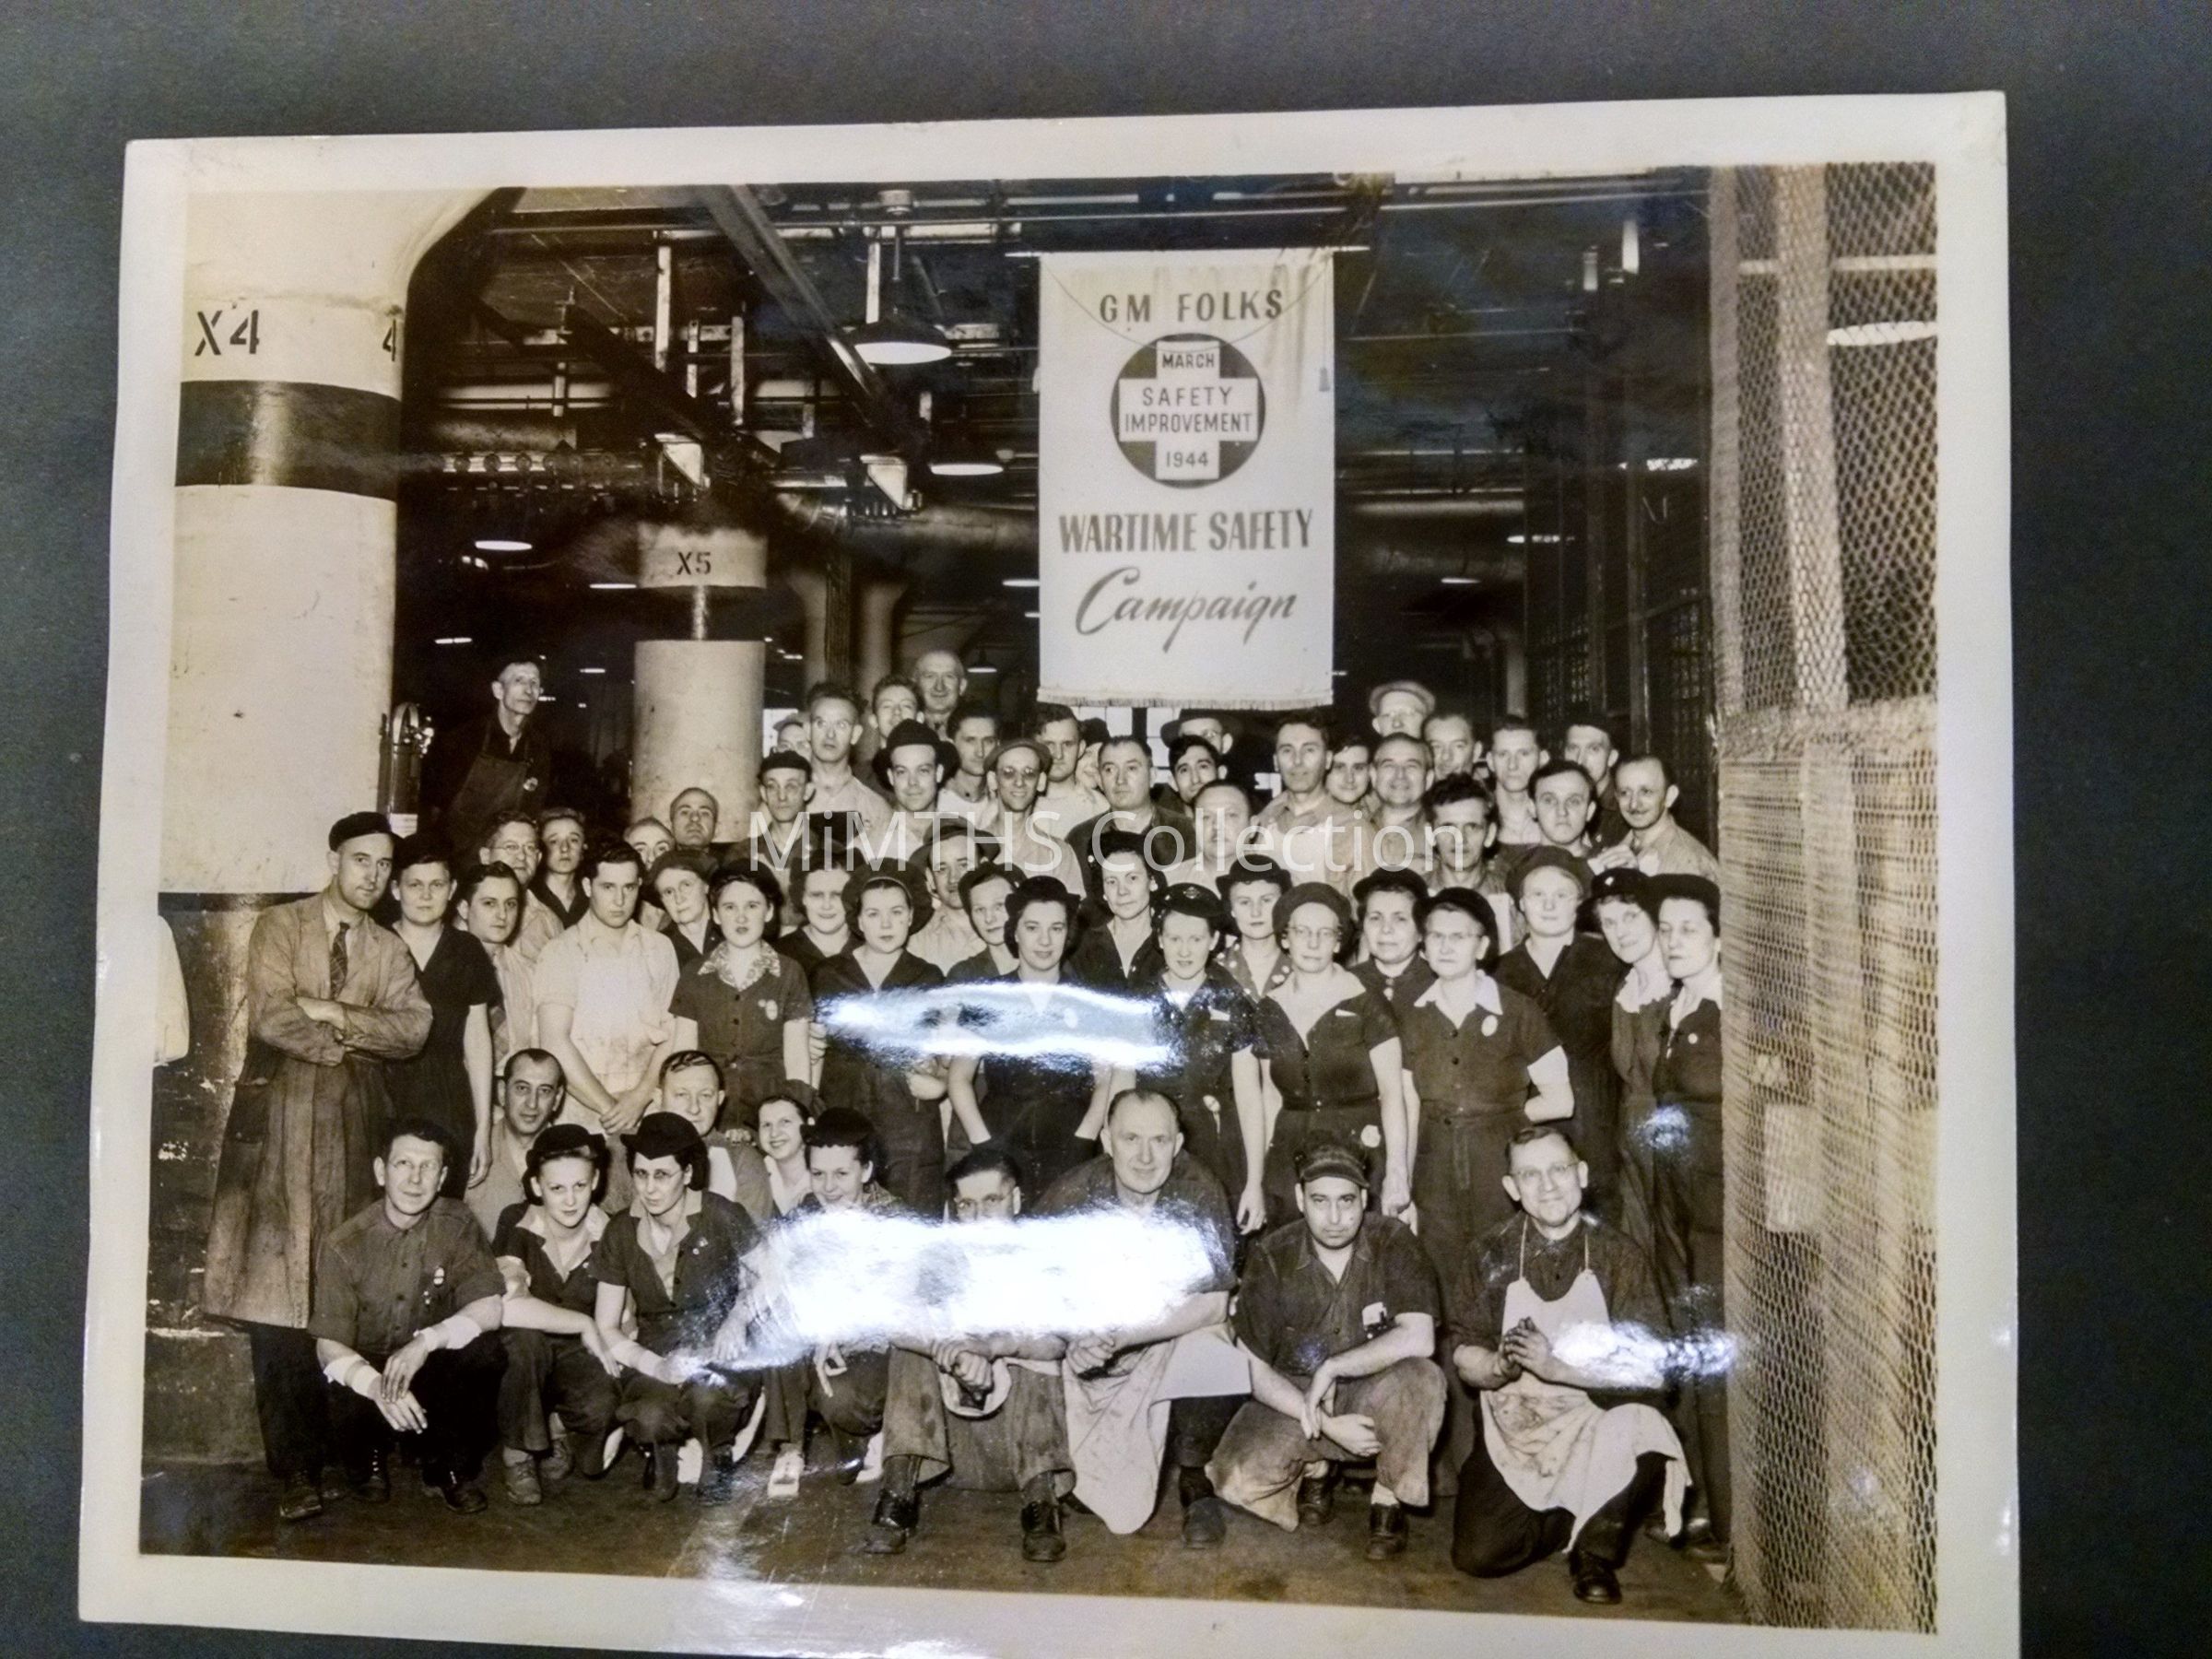 X4
4
X5
GM FOLKS
MARCH
SAFETY
IMPROVEMENT
1944
WARTIME SAFETY
Campaign
MiMTHS Collection